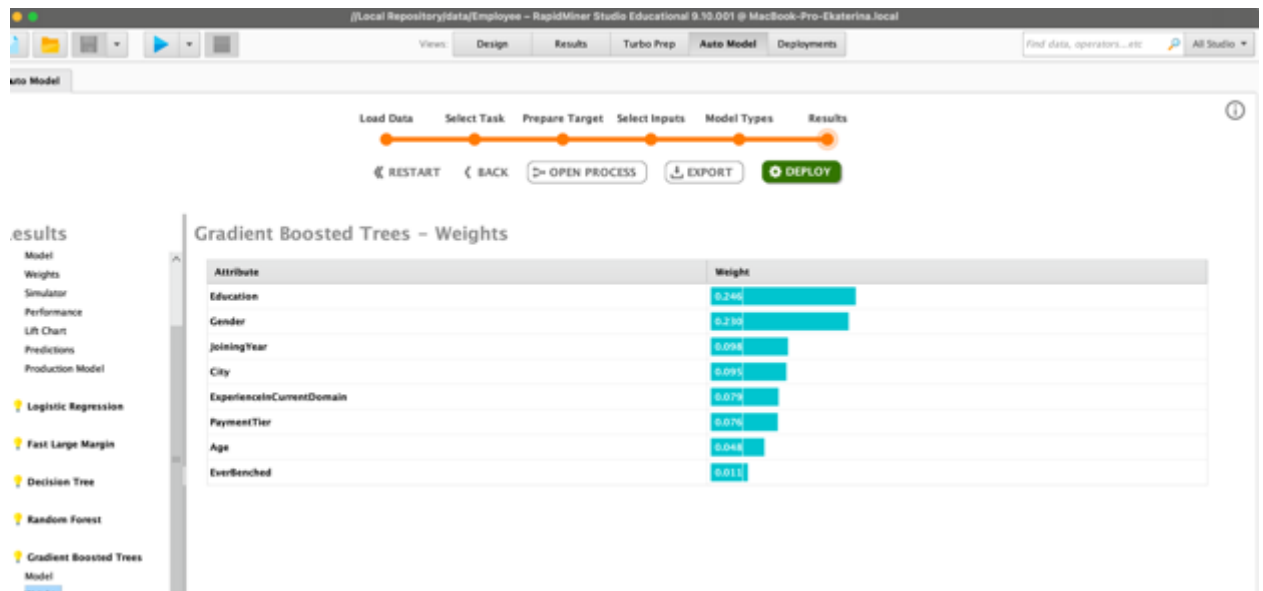 //Local Repository/data/Employee – RapidMiner Studio Educational 9.10.001 @ MacBook-Pro-Ekaterina.local
Views: Design Results Turbo Prep Auto Model Deployments Find data, operators...etc All Studio
uto Model
Load Data Select Task Prepare Target Select Inputs Model Types Results
RESTART BACK OPEN PROCESS EXPORT DEPLOY
esults
Model
Weights
Simulator
Performance
Lift Chart
Predictions
Production Model
Logistic Regression
Fast Large Margin
Decision Tree
Random Forest
Gradient Boosted Trees
Model
Gradient Boosted Trees – Weights
Attribute Weight
Education 0.246
Gender 0.230
JoiningYear 0.098
City 0.095
ExperienceInCurrentDomain 0.079
PaymentTier 0.076
Age 0.048
EverBenched 0.011